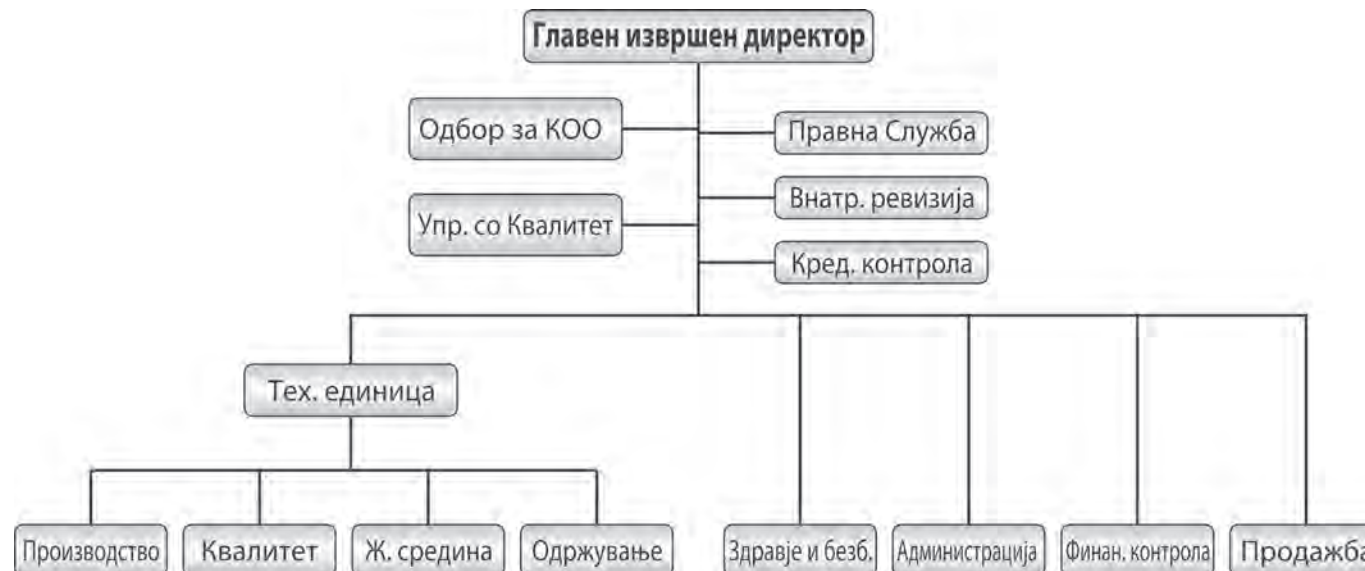 Главен извршен директор
Одбор за КОО
Правна Служба
Внатр. ревизија
Упр. со Квалитет
Кред. контрола
Тех. единица
Производство
Квалитет
Ж. средина
Одржување
Здравје и безб.
Администрација
Финан. контрола
Продажба